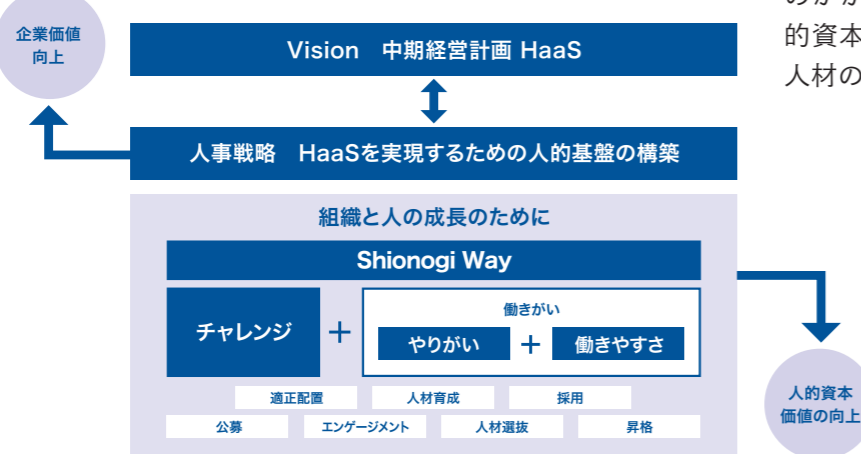 企業価値
向上
Vision　中期経営計画 HaaS
的資本
人材の
人事戦略　HaaSを実現するための人的基盤の構築
組織と人の成長のために
Shionogi Way
チャレンジ
+
働きがい
やりがい
+
働きやすさ
適正配置
人材育成
採用
公募
エンゲージメント
人材選抜
昇格
人的資本
価値の向上